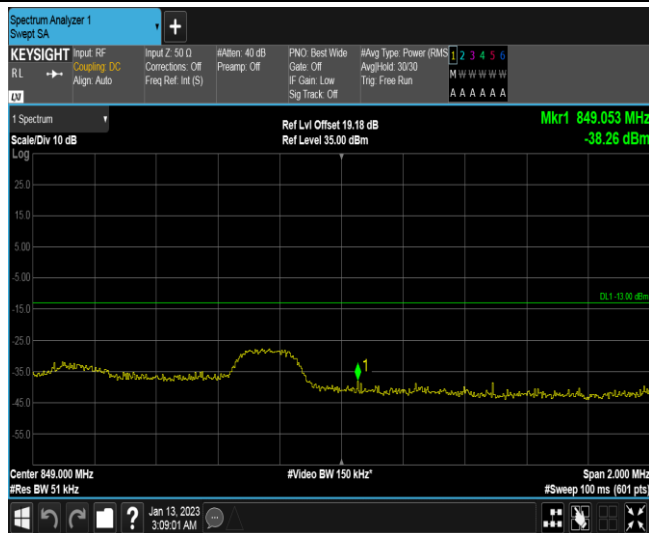 Spectrum Analyzer 1
Swept SA
+
KEYSIGHT
Input: RF
Input Z: 50 Ω
#Atten: 40 dB
PNO: Best Wide
#Avg Type: Power (RMS
1 2 3 4 5 6
R L
Coupling: DC
Corrections: Off
Preamp: Off
Gate: Off
Avg|Hold: 30/30
M W W W W W
Align: Auto
Freq Ref: Int (S)
IF Gain: Low
Trig: Free Run
Sig Track: Off
A A A A A A
LXI
1 Spectrum
Ref Lvl Offset 19.18 dB
Mkr1 849.053 MHz
Scale/Div 10 dB
Ref Level 35.00 dBm
-38.26 dBm
Log
25.0
15.0
5.00
-5.00
DL1 -13.00 dBm
-15.0
-25.0
1
-35.0
-45.0
-55.0
Center 849.000 MHz
#Video BW 150 kHz*
Span 2.000 MHz
#Res BW 51 kHz
#Sweep 100 ms (601 pts)
?
Jan 13, 2023
3:09:01 AM